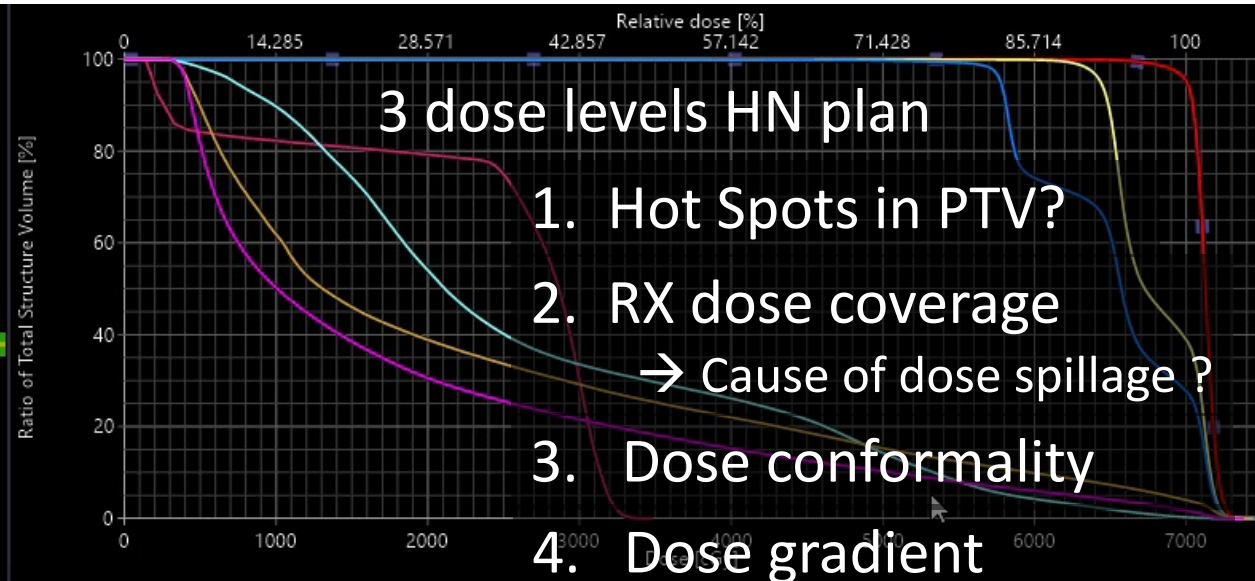 Relative dose [%]
0 14.285 28.571 42.857 57.142 71.428 85.714 100
100
3 dose levels HN plan
80
1. Hot Spots in PTV?
60
2. RX dose coverage
40
→ Cause of dose spillage ?
20
3. Dose conformality
0
0 1000 2000 3000 4000 5000 6000 7000
4. Dose gradient
Ratio of Total Structure Volume [%]